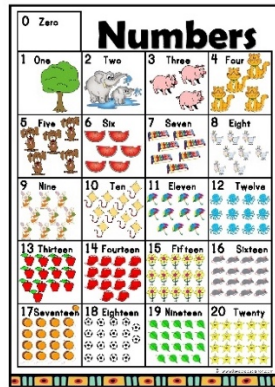 0 Zero
Numbers
1 One
2 Two
3 Three
4 Four
5 Five
6 Six
7 Seven
8 Eight
9 Nine
10 Ten
11 Eleven
12 Twelve
13 Thirteen
14 Fourteen
15 Fifteen
16 Sixteen
17 Seventeen
18 Eighteen
19 Nineteen
20 Twenty